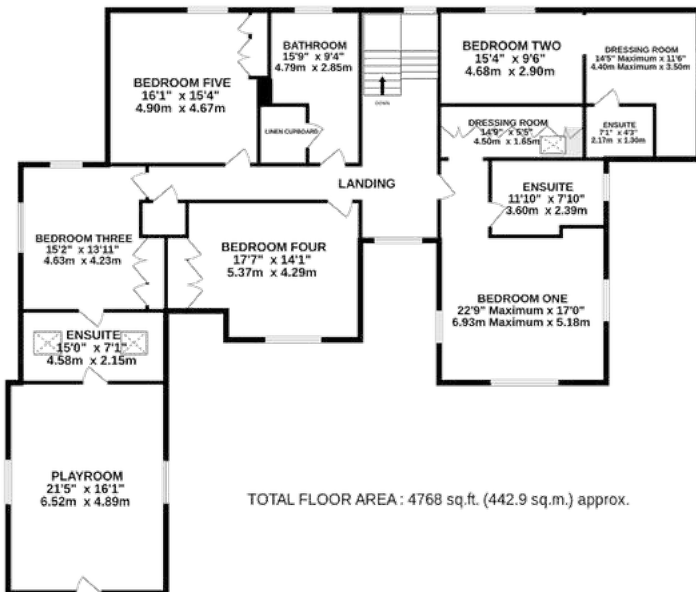 BEDROOM FIVE
16'1" x 15'4"
4.90m x 4.67m
BATHROOM
15'9" x 9'4"
4.79m x 2.85m
LINEN CUPBOARD
DOWN
BEDROOM TWO
15'4" x 9'6"
4.68m x 2.90m
DRESSING ROOM
14'5" Maximum x 11'6"
4.40m Maximum x 3.50m
DRESSING ROOM
14'9" x 5'5"
4.50m x 1.65m
ENSUITE
7'1" x 4'3"
2.17m x 1.30m
LANDING
ENSUITE
11'10" x 7'10"
3.60m x 2.39m
BEDROOM THREE
15'2" x 13'11"
4.63m x 4.23m
BEDROOM FOUR
17'7" x 14'1"
5.37m x 4.29m
BEDROOM ONE
22'9" Maximum x 17'0"
6.93m Maximum x 5.18m
ENSUITE
15'0" x 7'1"
4.58m x 2.15m
PLAYROOM
21'5" x 16'1"
6.52m x 4.89m
TOTAL FLOOR AREA : 4768 sq.ft. (442.9 sq.m.) approx.